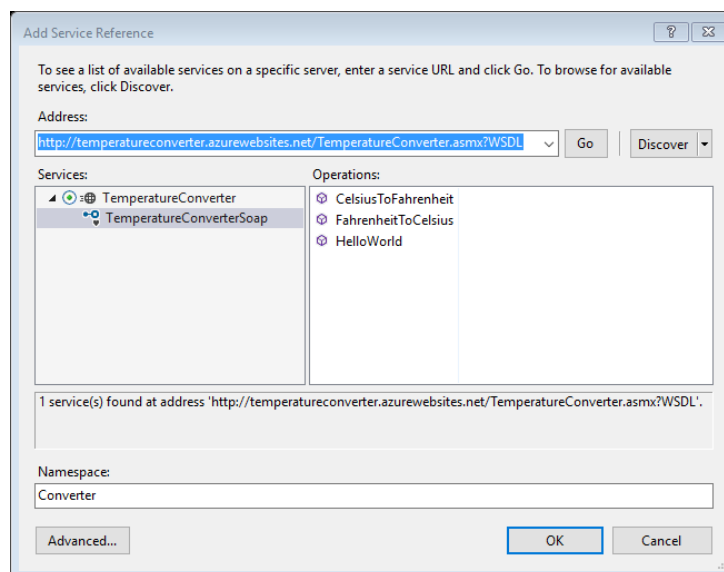 Add Service Reference
To see a list of available services on a specific server, enter a service URL and click Go. To browse for available
services, click Discover.
Address:
http://temperatureconverter.azurewebsites.net/TemperatureConverter.asmx?WSDL
Go
Discover
Services:
Operations:
TemperatureConverter
TemperatureConverterSoap
CelsiusToFahrenheit
FahrenheitToCelsius
HelloWorld
1 service(s) found at address 'http://temperatureconverter.azurewebsites.net/TemperatureConverter.asmx?WSDL'.
Namespace:
Converter
Advanced...
OK
Cancel